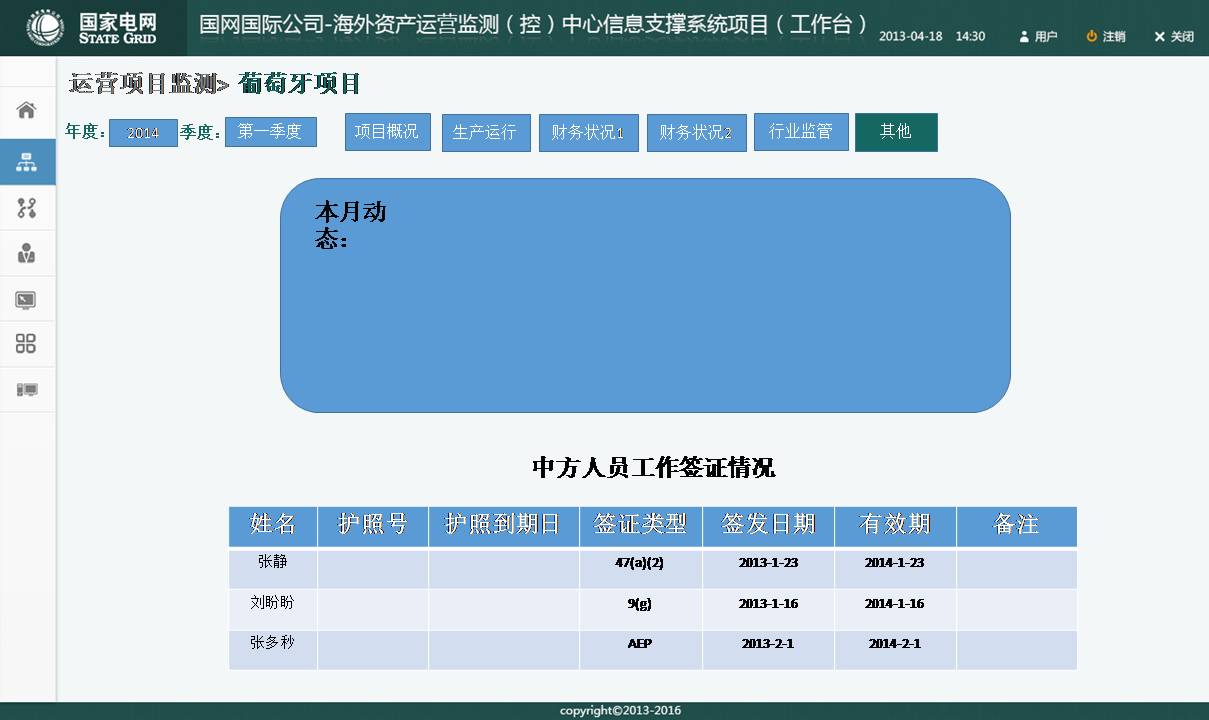 国家电网
STATE GRID
国网国际公司-海外资产运营监测（控）中心信息支撑系统项目（工作台）
2013-04-18 14:30 用户 注销 关闭
运营项目监测> 葡萄牙项目
年度： 2014 季度： 第一季度 项目概况 生产运行 财务状况1 财务状况2 行业监管 其他
本月动
态：
中方人员工作签证情况
姓名 护照号 护照到期日 签证类型 签发日期 有效期 备注
张静 47(a)(2) 2013-1-23 2014-1-23
刘盼盼 9(g) 2013-1-16 2014-1-16
张多秒 AEP 2013-2-1 2014-2-1
copyright©2013-2016